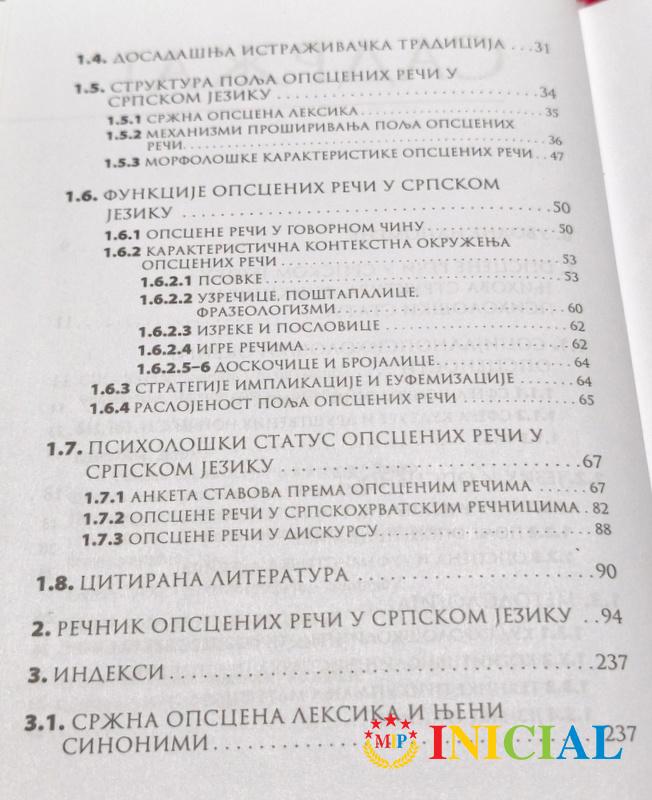 1.4. ДОСАДАШЊА ИСТРАЖИВАЧКА ТРАДИЦИЈА ...31
1.5. СТРУКТУРА ПОЉА ОПСЦЕНИХ РЕЧИ У
СРПСКОМ ЈЕЗИКУ ........ 34
1.5.1 СРЖНА ОПСЦЕНА ЛЕКСИКА ........ 35
1.5.2 МЕХАНИЗМИ ПРОШИРИВАЊА ПОЉА ОПСЦЕНИХ
РЕЧИ ........ 36
1.5.3 МОРФОЛОШКЕ КАРАКТЕРИСТИКЕ ОПСЦЕНИХ РЕЧИ .. 47
1.6. ФУНКЦИЈЕ ОПСЦЕНИХ РЕЧИ У СРПСКОМ
ЈЕЗИКУ ........ 50
1.6.1 ОПСЦЕНЕ РЕЧИ У ГОВОРНОМ ЧИНУ ........ 50
1.6.2 КАРАКТЕРИСТИЧНА КОНТЕКСТНА ОКРУЖЕЊА
ОПСЦЕНИХ РЕЧИ ........ 53
1.6.2.1 ПСОВКЕ ........ 53
1.6.2.2 УЗРЕЧИЦЕ, ПОШТАПАЛИЦЕ,
ФРАЗЕОЛОГИЗМИ ........ 60
1.6.2.3 ИЗРЕКЕ И ПОСЛОВИЦЕ ........ 62
1.6.2.4 ИГРЕ РЕЧИМА ........ 62
1.6.2.5–6 ДОСКОЧИЦЕ И БРОЈАЛИЦЕ ........ 64
1.6.3 СТРАТЕГИЈЕ ИМПЛИКАЦИЈЕ И ЕУФЕМИЗАЦИЈЕ .... 64
1.6.4 РАСЛОЈЕНОСТ ПОЉА ОПСЦЕНИХ РЕЧИ ........ 65
1.7. ПСИХОЛОШКИ СТАТУС ОПСЦЕНИХ РЕЧИ У
СРПСКОМ ЈЕЗИКУ ........ 67
1.7.1 АНКЕТА СТАВОВА ПРЕМА ОПСЦЕНИМ РЕЧИМА .... 67
1.7.2 ОПСЦЕНЕ РЕЧИ У СРПСКОХРВАТСКИМ РЕЧНИЦИМА . 82
1.7.3 ОПСЦЕНЕ РЕЧИ У ДИСКУРСУ ........ 88
1.8. ЦИТИРАНА ЛИТЕРАТУРА ........ 90
2. РЕЧНИК ОПСЦЕНИХ РЕЧИ У СРПСКОМ ЈЕЗИКУ ..94
3. ИНДЕКСИ ........ 237
3.1. СРЖНА ОПСЦЕНА ЛЕКСИКА И ЊЕНИ
СИНОНИМИ ........ 237
MIP INICIAL